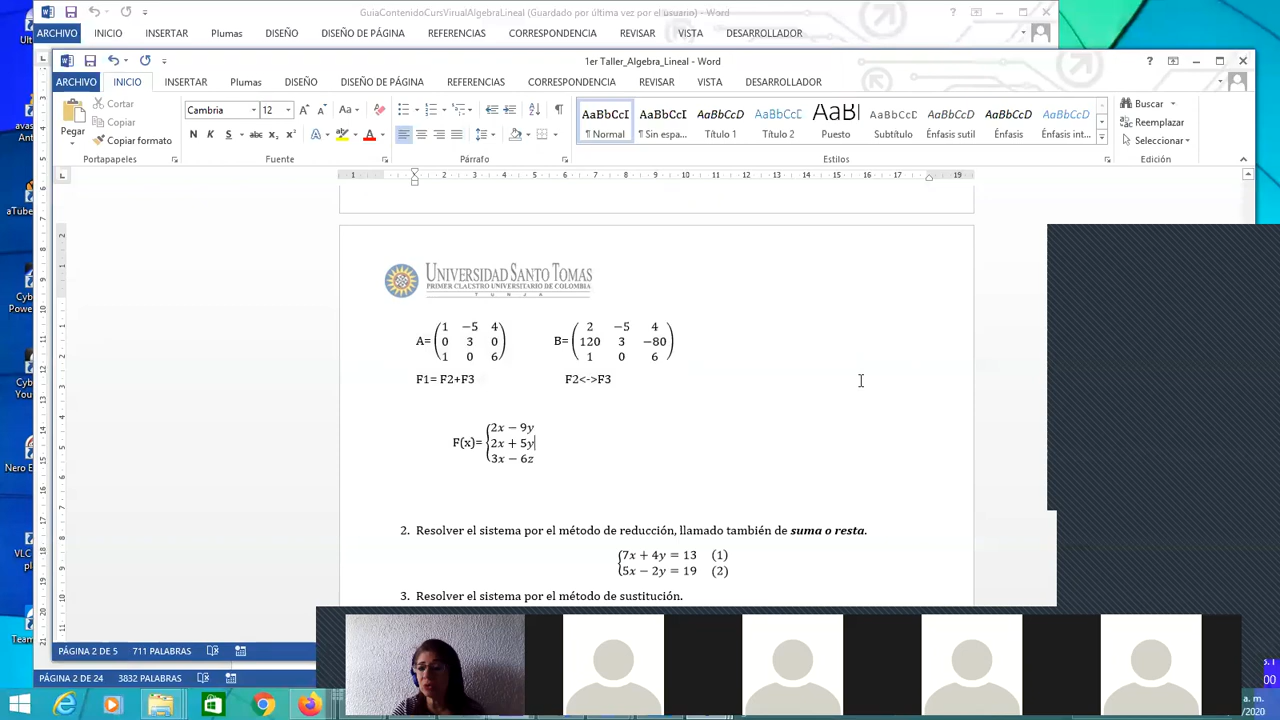 GuiaContenidoCursVirualAlgebraLineal (Guardado por última vez por el usuario) - Word
ARCHIVO INICIO INSERTAR Plumas DISEÑO DISEÑO DE PÁGINA REFERENCIAS CORRESPONDENCIA REVISAR VISTA DESARROLLADOR
1er Taller_Algebra_Lineal - Word
ARCHIVO INICIO INSERTAR Plumas DISEÑO DISEÑO DE PÁGINA REFERENCIAS CORRESPONDENCIA REVISAR VISTA DESARROLLADOR
Pegar
Cortar
Copiar
Copiar formato
Portapapeles
Cambria 12
N K S abc x₂ x²
Fuente
Párrafo
AaBbCcI AaBbCcI AaBbCcD AaBbCcD AaBl AaBbCcD AaBbCcD AaBbCcD AaBbCcD
¶ Normal ¶ Sin espa... Título Título 2 Puesto Subtítulo Énfasis sutil Énfasis Énfasis int...
Estilos
Buscar
Reemplazar
Seleccionar
Edición
UNIVERSIDAD SANTO TOMAS
PRIMER CLAUSTRO UNIVERSITARIO DE COLOMBIA
T U N J A
A= 1 −5 4 B= 2 −5 4
0 3 0 120 3 −80
1 0 6 1 0 6
F1= F2+F3 F2<->F3
2x − 9y
F(x)= { 2x + 5y
3x − 6z
2. Resolver el sistema por el método de reducción, llamado también de suma o resta.
7x + 4y = 13 (1)
5x − 2y = 19 (2)
3. Resolver el sistema por el método de sustitución.
PÁGINA 2 DE 5 711 PALABRAS
PÁGINA 2 DE 24 3832 PALABRAS